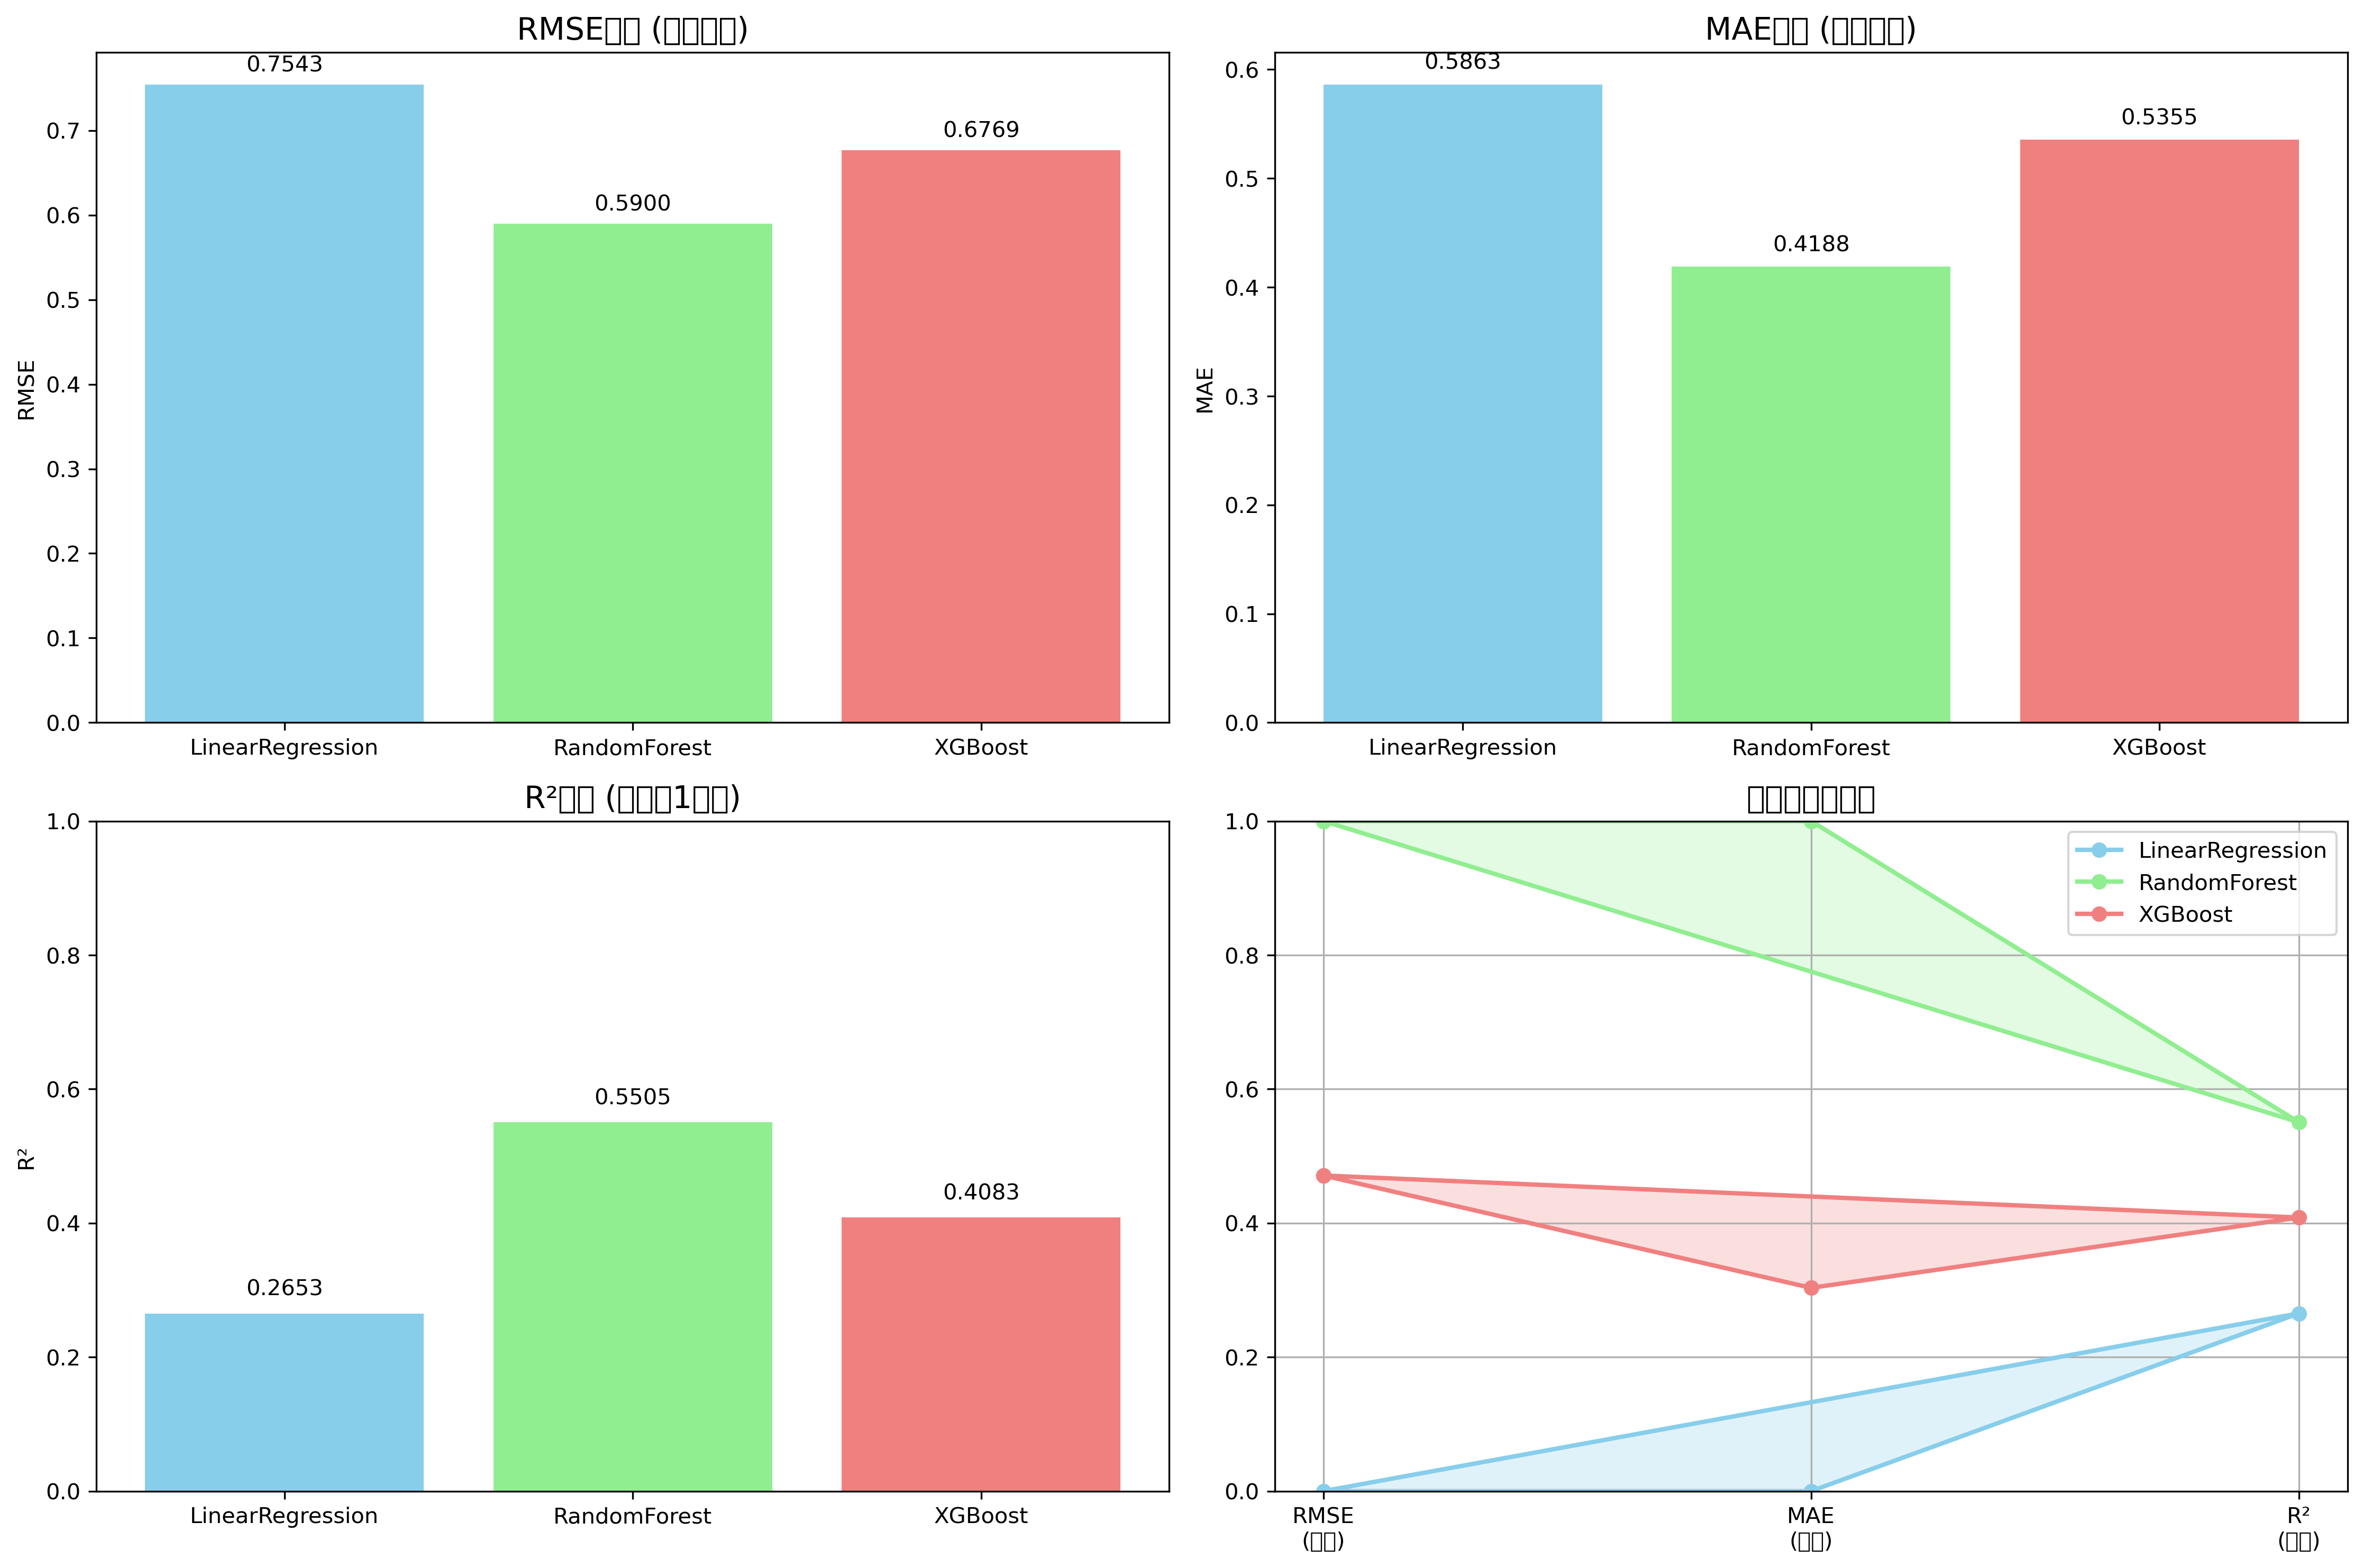 RMSE (
0.7543
0.5900
0.6769
RMSE
0.7
0.6
0.5
0.4
0.3
0.2
0.1
0.0
LinearRegression
RandomForest
XGBoost
MAE (
0.5863
0.4188
0.5355
MAE
0.6
0.5
0.4
0.3
0.2
0.1
0.0
LinearRegression
RandomForest
XGBoost
R² ( 1 )
0.2653
0.5505
0.4083
R²
1.0
0.8
0.6
0.4
0.2
0.0
LinearRegression
RandomForest
XGBoost
1.0
0.8
0.6
0.4
0.2
0.0
LinearRegression
RandomForest
XGBoost
RMSE
MAE
R²